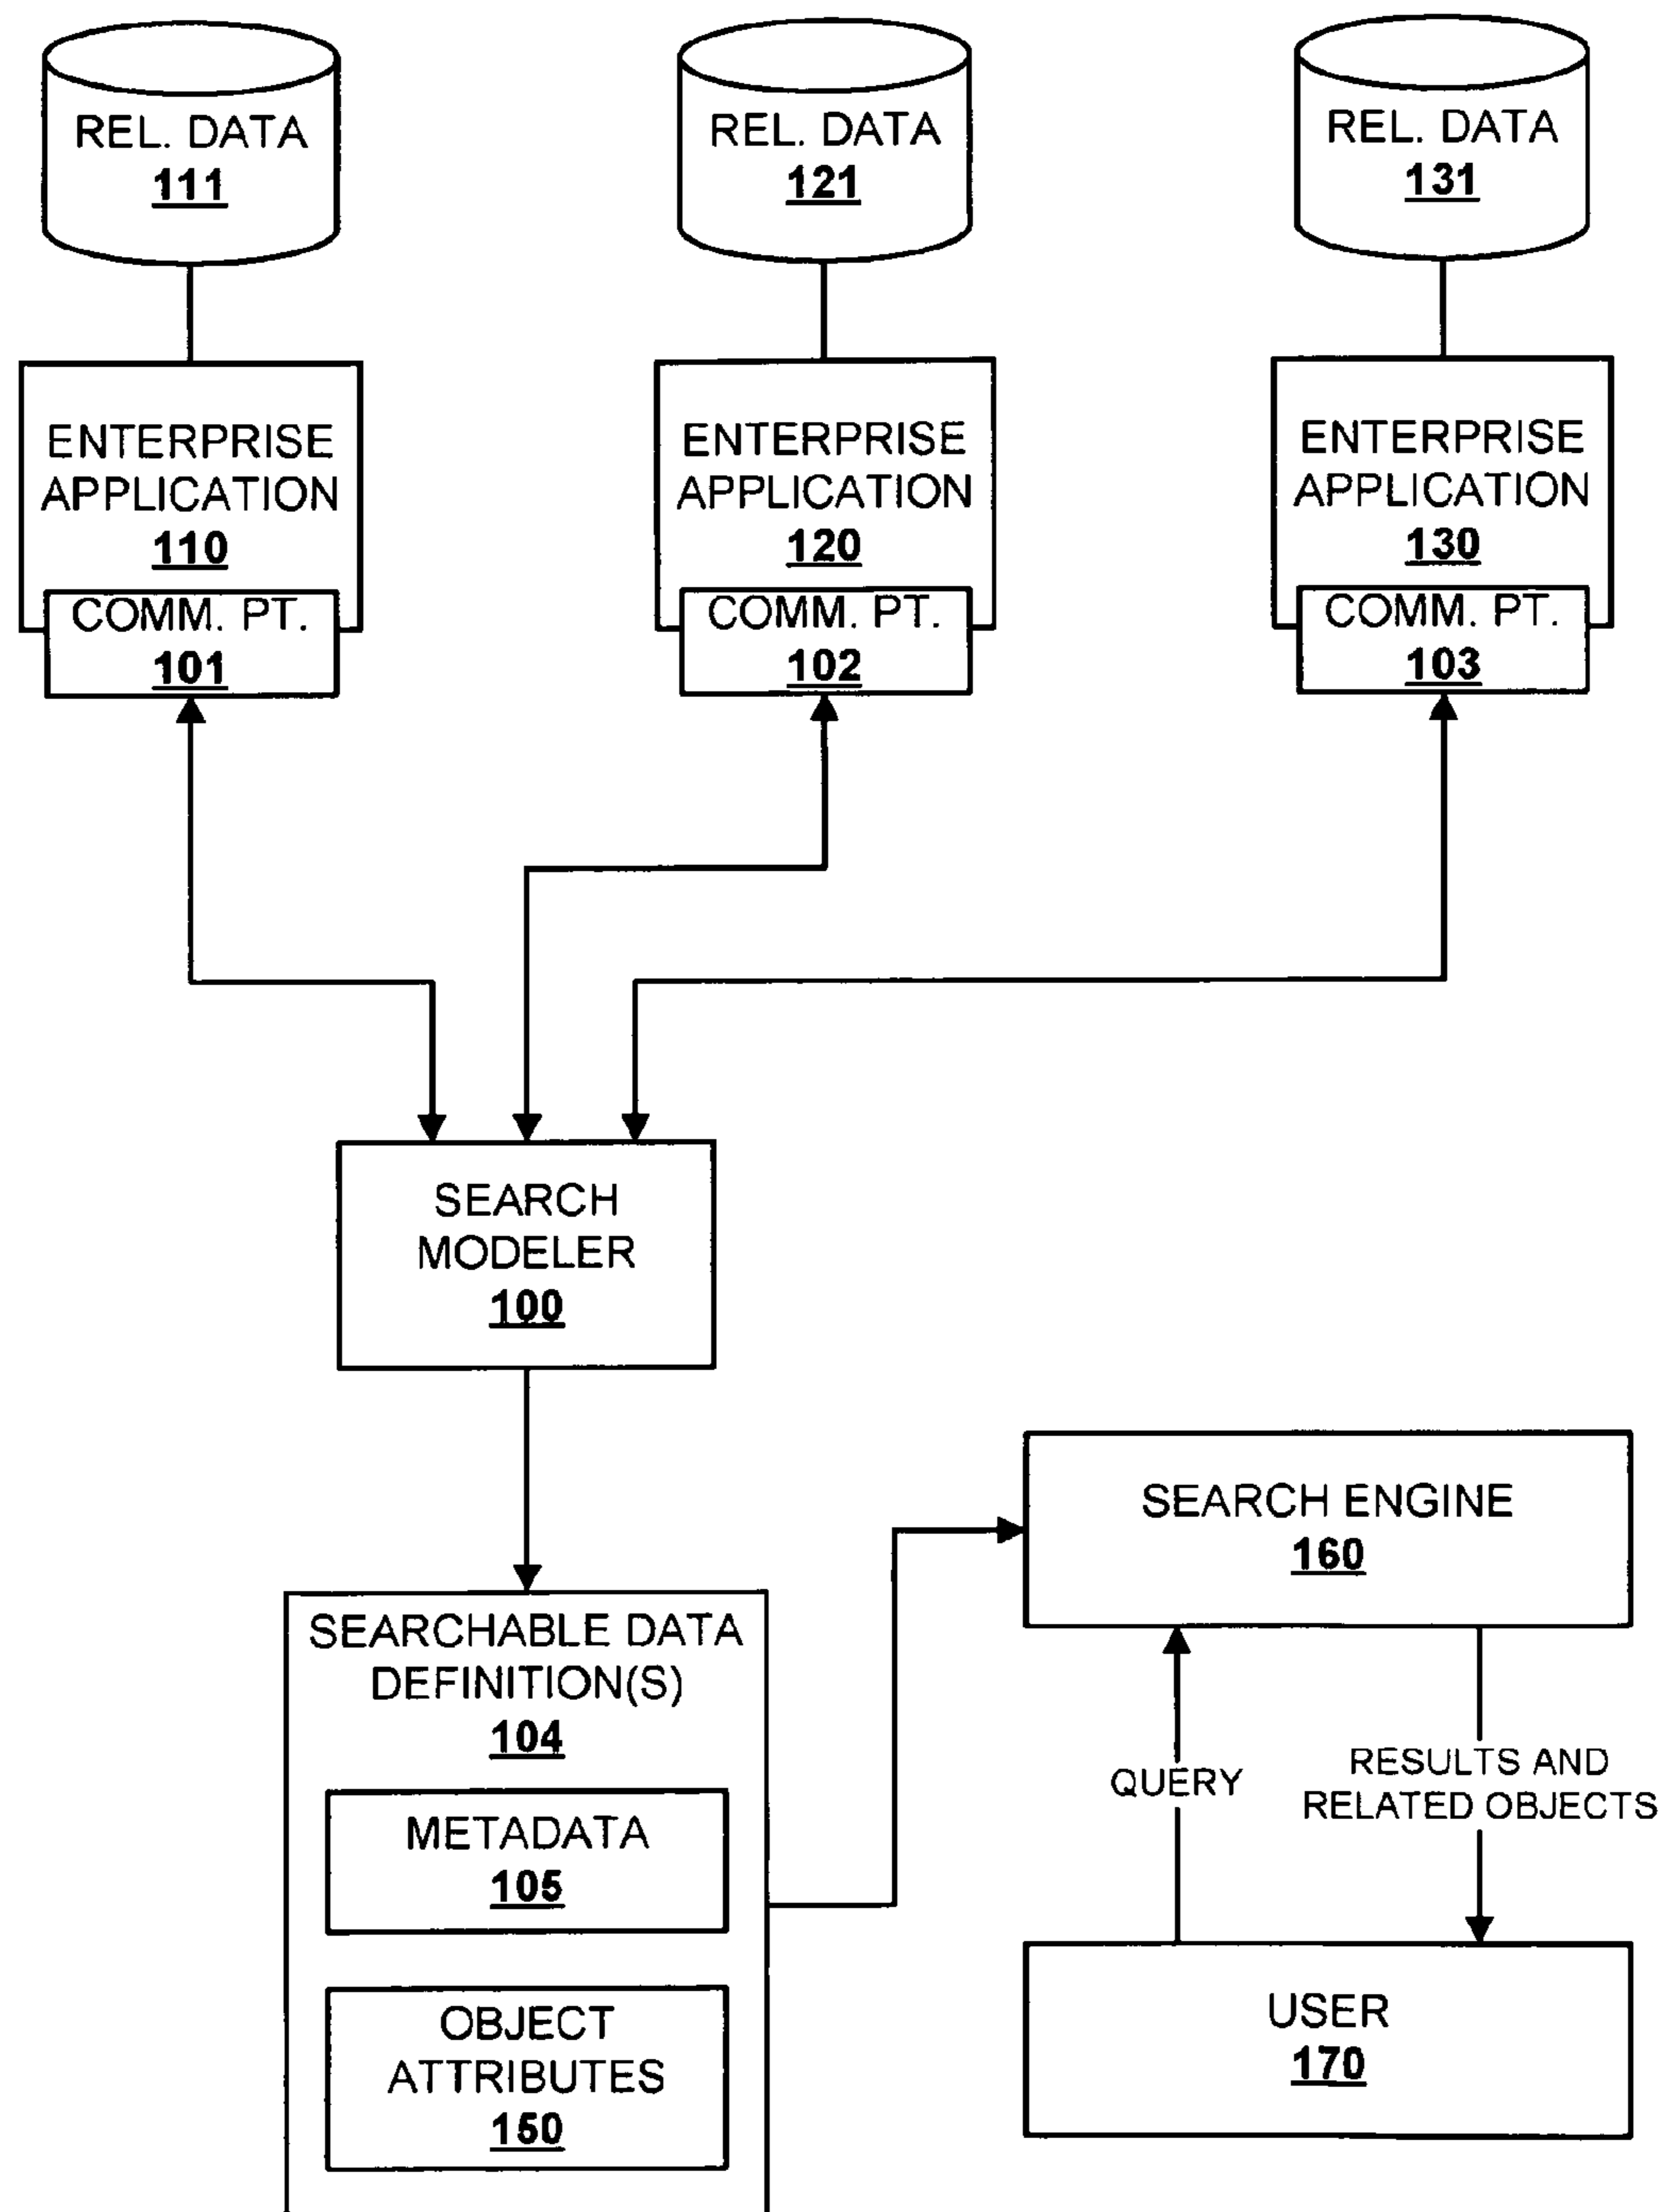 REL. DATA
111
REL. DATA
121
REL. DATA
131
ENTERPRISE
APPLICATION
110
COMM. PT.
101
ENTERPRISE
APPLICATION
120
COMM. PT.
102
ENTERPRISE
APPLICATION
130
COMM. PT.
103
SEARCH
MODELER
100
SEARCHABLE DATA
DEFINITION(S)
104
METADATA
105
OBJECT
ATTRIBUTES
150
SEARCH ENGINE
160
QUERY
RESULTS AND
RELATED OBJECTS
USER
170